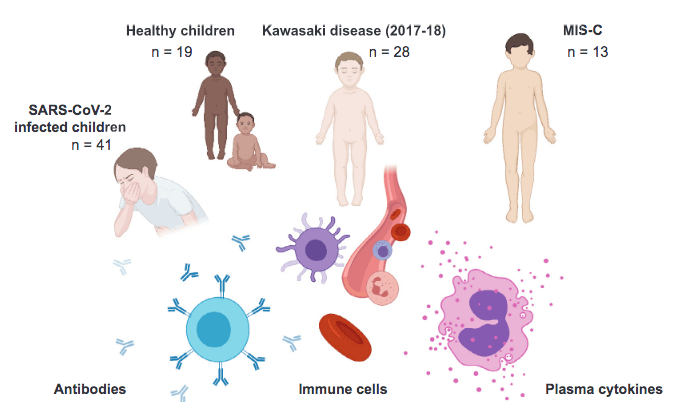 Healthy children
n = 19
Kawasaki disease (2017-18)
n = 28
MIS-C
n = 13
SARS-CoV-2
infected children
n = 41
Antibodies
Immune cells
Plasma cytokines